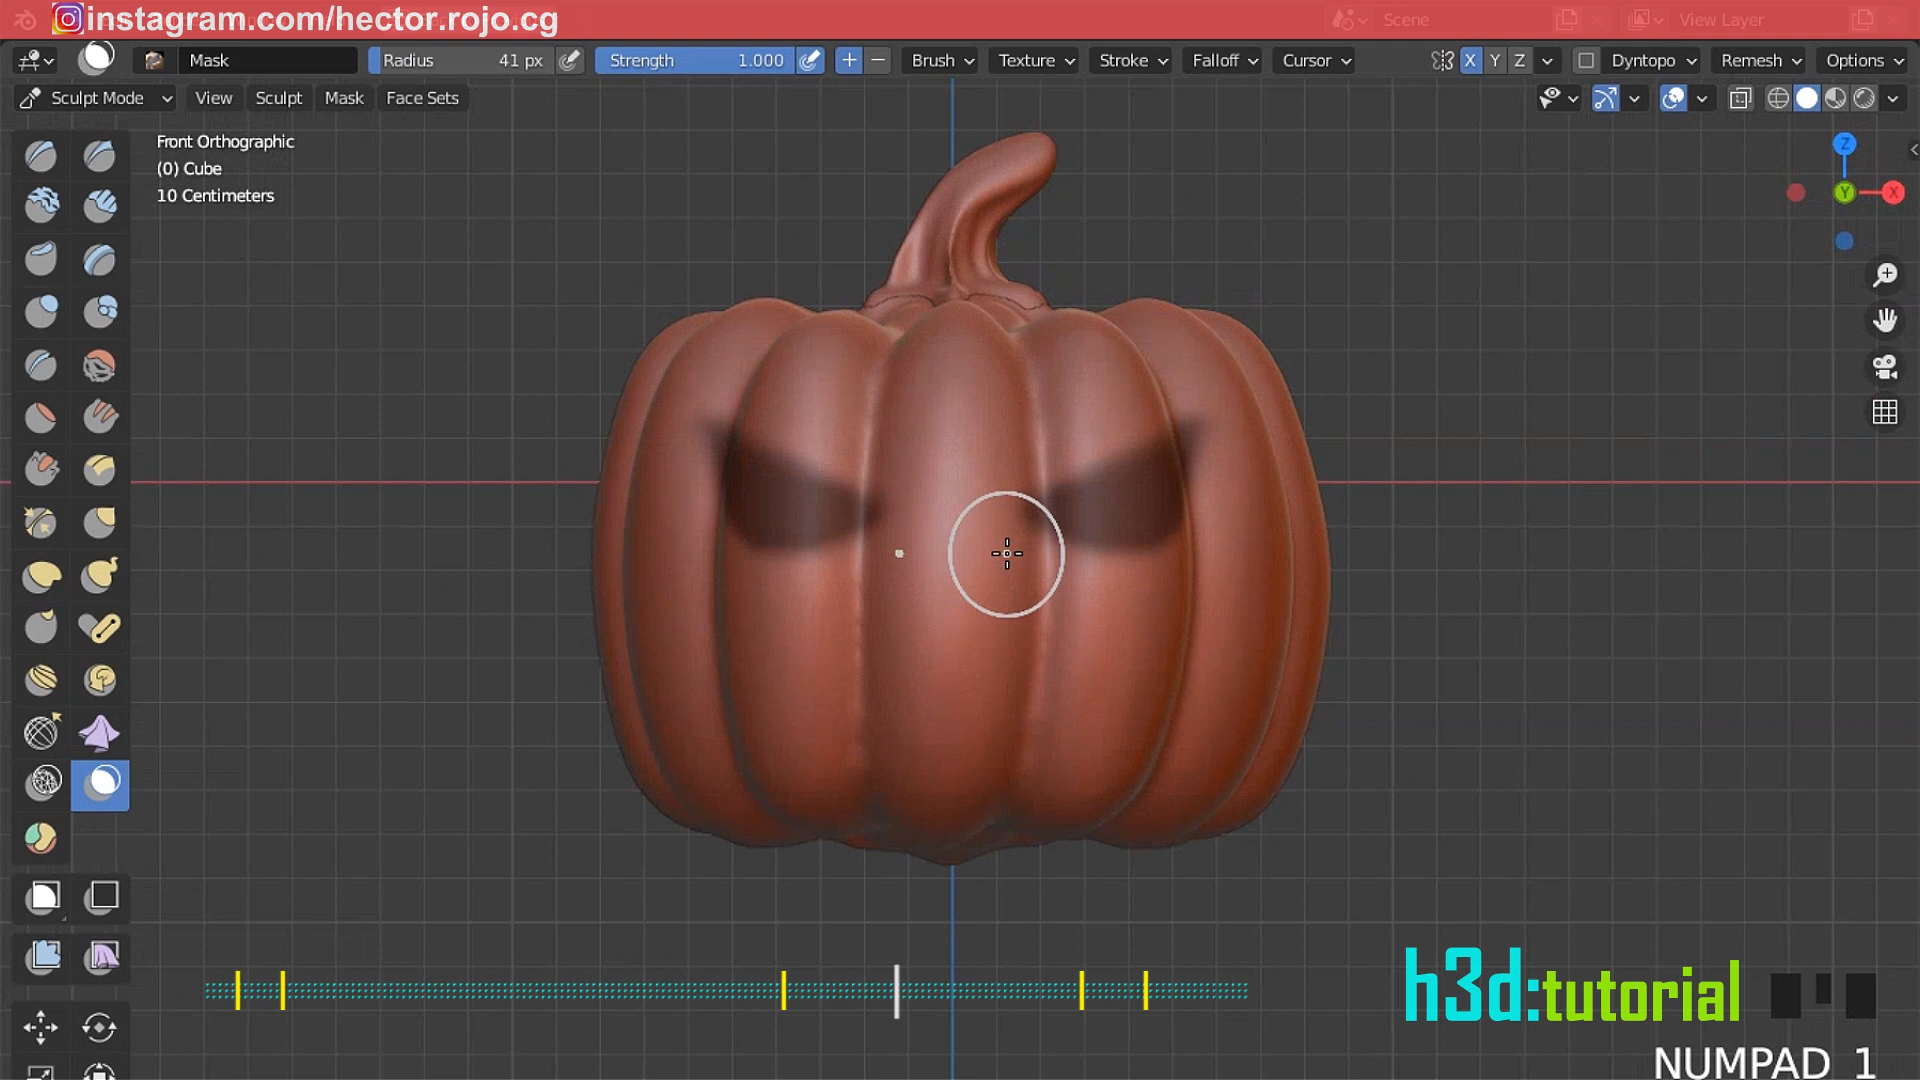 instagram.com/hector.rojo.cg
Scene
View Layer
Mask
Radius 41 px
Strength 1.000
Brush
Texture
Stroke
Falloff
Cursor
X Y Z
Dyntopo
Remesh
Options
Sculpt Mode
View
Sculpt
Mask
Face Sets
Front Orthographic
(0) Cube
10 Centimeters
Z
Y
X
h3d:tutorial
NUMPAD 1